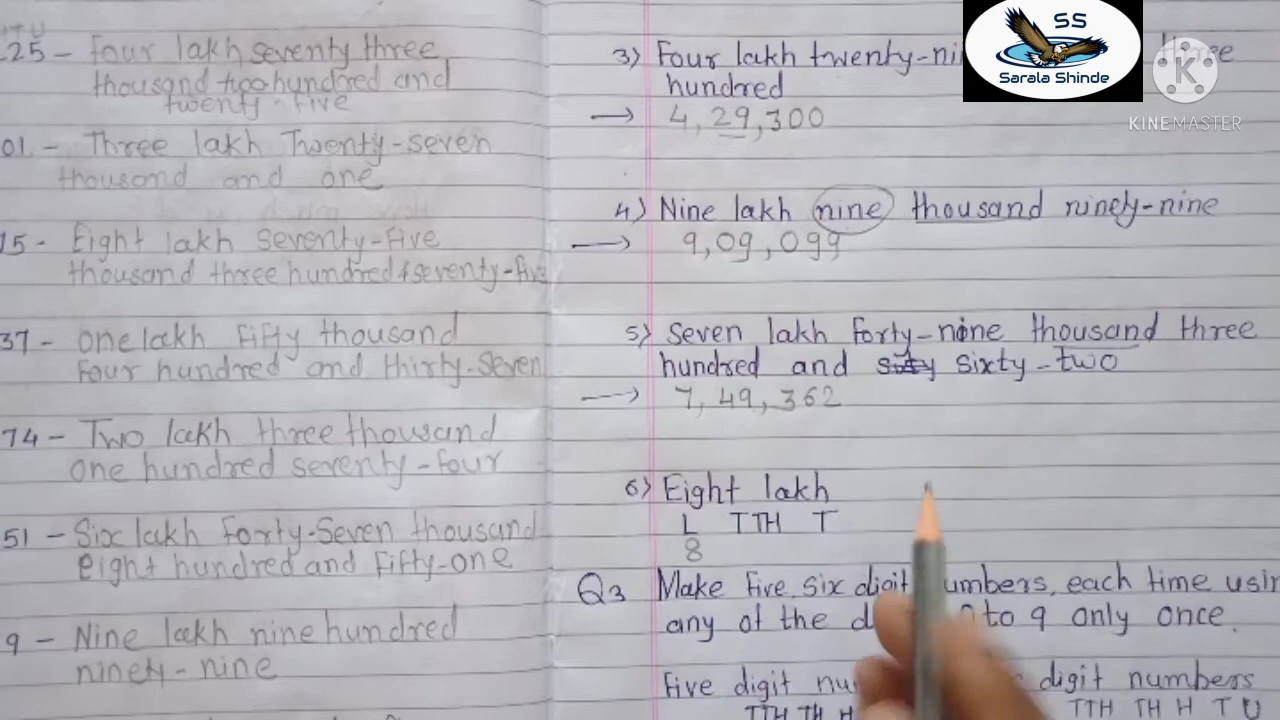 T U
25 - four lakh seventy three
thousand two hundred and
twenty-five
01 - Three lakh Twenty-seven
thousand and one
15 - Eight lakh seventy-five
thousand three hundred & seventy-five
37 - one lakh Fifty thousand
Four hundred and thirty-seven
74 - Two lakh three thousand
one hundred seventy-four
51 - Six lakh Forty-seven thousand
eight hundred and Fifty-one
9 - Nine lakh nine hundred
ninety-nine
3) Four lakh twenty-
hundred
→ 4,29,300
4) Nine lakh nine thousand ninety-nine
→ 9,09,099
5) Seven lakh forty-nine thousand three
hundred and sixty-two
→ 7,49,362
6) Eight lakh
L TTH T
8
Q3 Make five six digit numbers, each time
any of the to 9 only once.
five digit digit numbers
TTH TH H TTH TH H T U
SS
Sarala Shinde
K
KINEMASTER